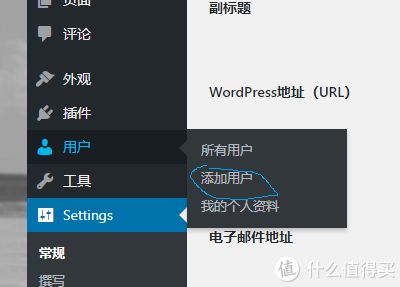 页面
评论
外观
插件
用户
工具
Settings
常规
撰写
副标题
WordPress地址（URL）
所有用户
添加用户
我的个人资料
电子邮件地址
值 什么值得买